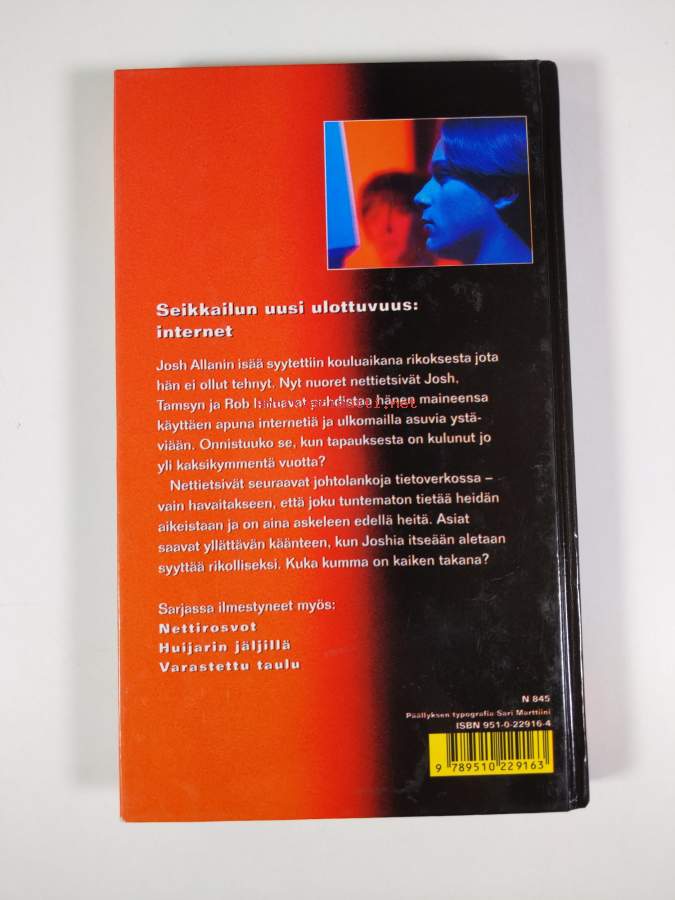 Seikkailun uusi ulottuvuus:
internet
Josh Allanin isää syytettiin kouluaikana rikoksesta jota
hän ei ollut tehnyt. Nyt nuoret nettietsivät Josh,
Tamsyn ja Rob haluavat puhdistaa hänen maineensa
käyttäen apuna internetiä ja ulkomailla asuvia ystä-
viään. Onnistuuko se, kun tapauksesta on kulunut jo
yli kaksikymmentä vuotta?
Nettietsivät seuraavat johtolankoja tietoverkossa –
vain havaitakseen, että joku tuntematon tietää heidän
aikeistaan ja on aina askeleen edellä heitä. Asiat
saavat yllättävän käänteen, kun Joshia itseään aletaan
syyttää rikolliseksi. Kuka kumma on kaiken takana?
Sarjassa ilmestyneet myös:
Nettirosvot
Huijarin jäljillä
Varastettu taulu
N 845
Päällyksen typografia Sari Marttiini
ISBN 951-0-22916-4
9 789510 229163